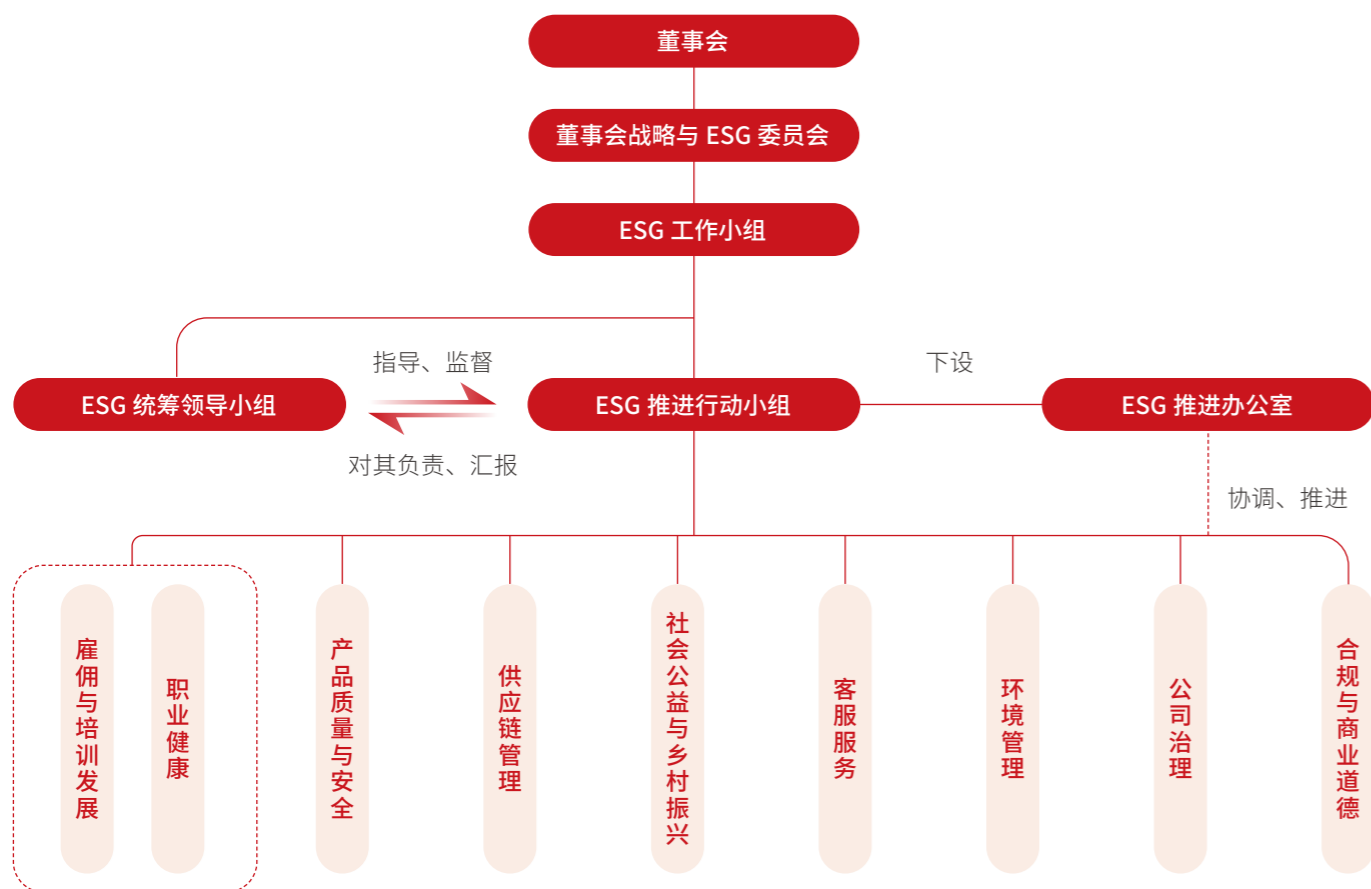 董事会
董事会战略与 ESG 委员会
ESG 工作小组
指导、监督
下设
ESG 统筹领导小组
ESG 推进行动小组
ESG 推进办公室
对其负责、汇报
协调、推进
雇佣与培训发展
职业健康
产品质量与安全
供应链管理
社会公益与乡村振兴
客服服务
环境管理
公司治理
合规与商业道德